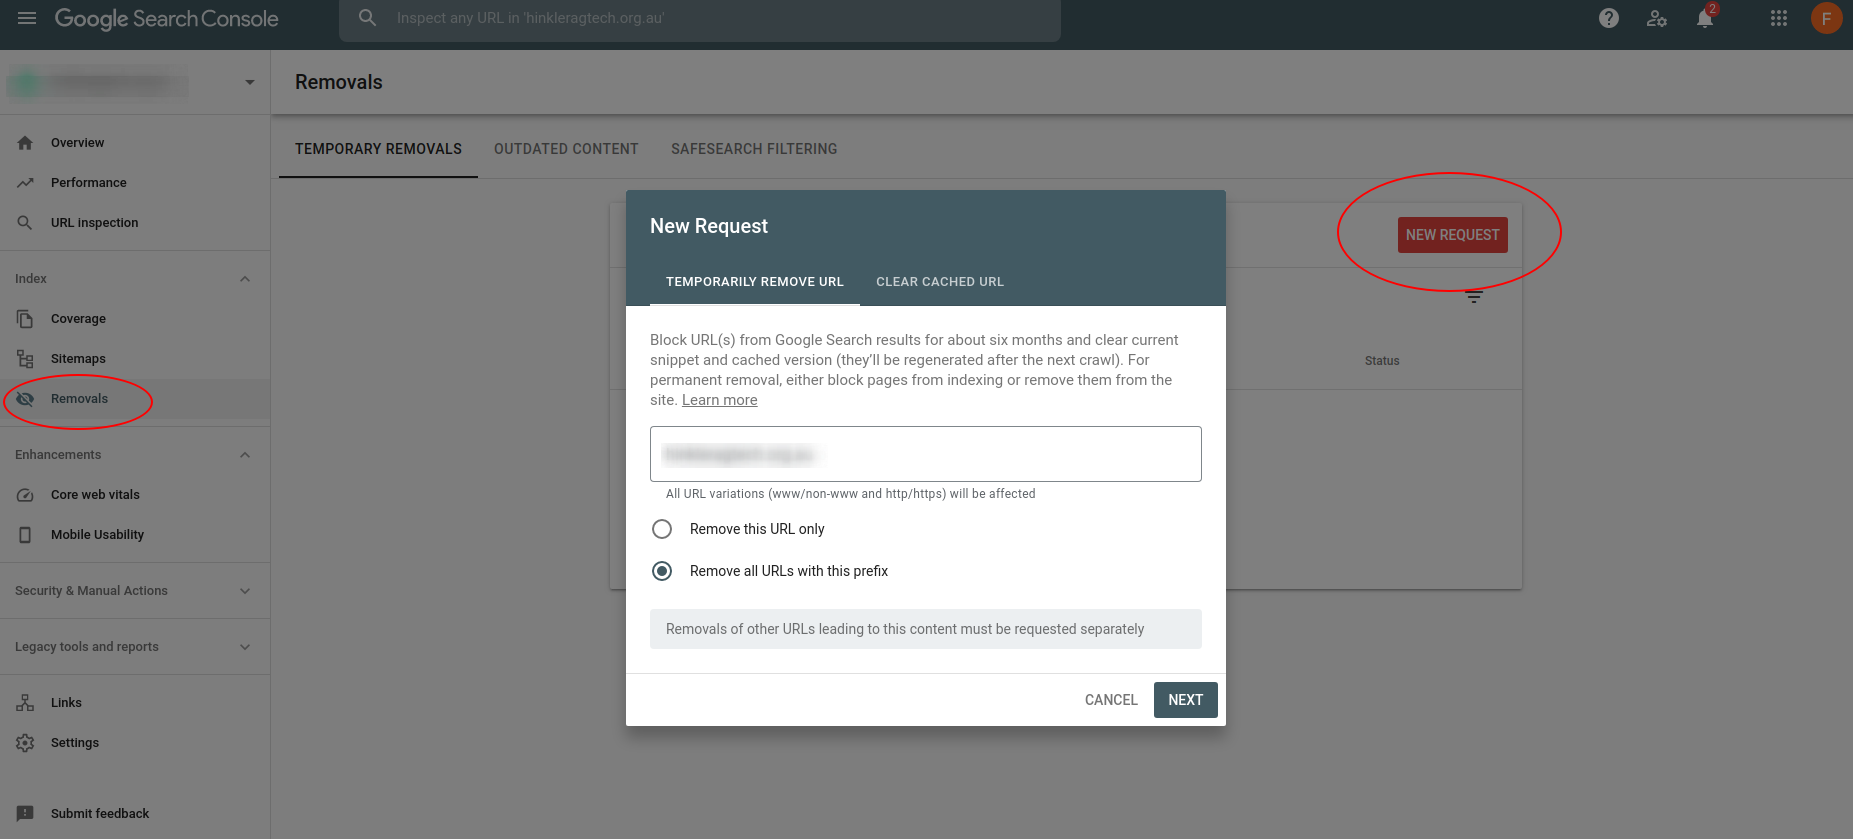 Google Search Console
Inspect any URL in 'hinkleragtech.org.au'
2
F
Removals
Overview
Performance
URL inspection
Index
Coverage
Sitemaps
Removals
Enhancements
Core web vitals
Mobile Usability
Security & Manual Actions
Legacy tools and reports
Links
Settings
Submit feedback
TEMPORARY REMOVALS
OUTDATED CONTENT
SAFESEARCH FILTERING
NEW REQUEST
Status
New Request
TEMPORARILY REMOVE URL
CLEAR CACHED URL
Block URL(s) from Google Search results for about six months and clear current
snippet and cached version (they'll be regenerated after the next crawl). For
permanent removal, either block pages from indexing or remove them from the
site. Learn more
All URL variations (www/non-www and http/https) will be affected
Remove this URL only
Remove all URLs with this prefix
Removals of other URLs leading to this content must be requested separately
CANCEL
NEXT